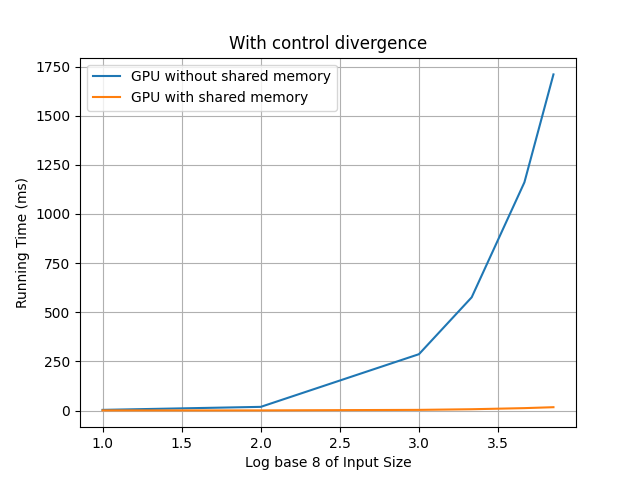 With control divergence
GPU without shared memory
GPU with shared memory
Running Time (ms)
1750
1500
1250
1000
750
500
250
0
1.0 1.5 2.0 2.5 3.0 3.5
Log base 8 of Input Size